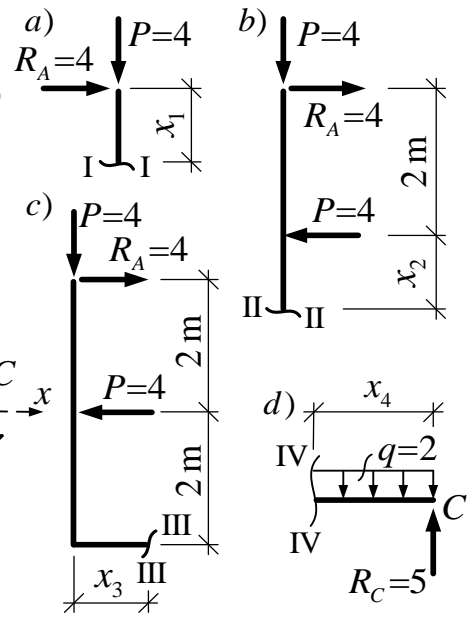 a)
P=4
R_A=4
x_1
I I
b)
P=4
R_A=4
2 m
P=4
x_2
II II
c)
P=4
R_A=4
2 m
P=4
2 m
III
III
x_3
C
x
d)
x_4
IV
q=2
C
IV
R_C=5